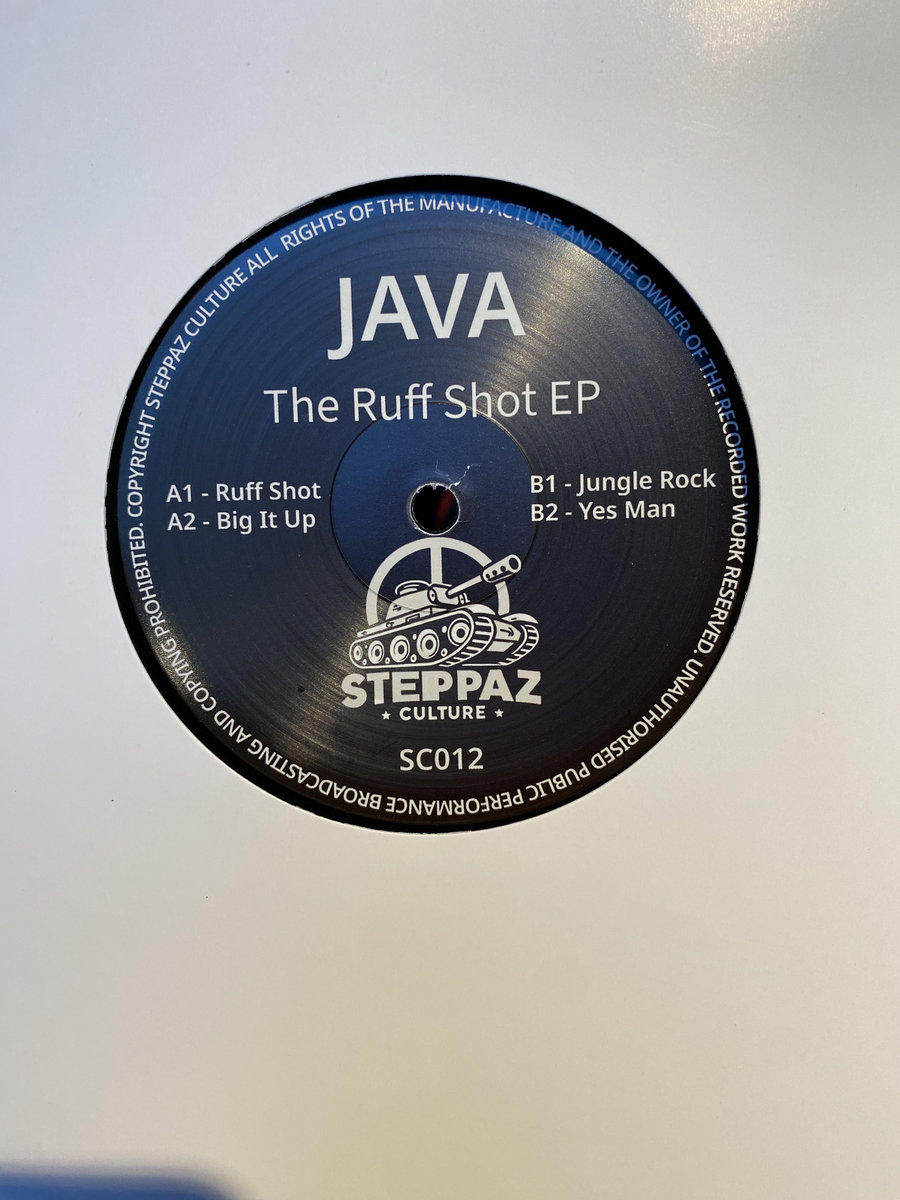 JAVA
The Ruff Shot EP
A1 - Ruff Shot
A2 - Big It Up
B1 - Jungle Rock
B2 - Yes Man
STEPPAZ
★ CULTURE ★
SC012
ALL RIGHTS OF THE MANUFACTURE AND THE OWNER OF THE RECORDED WORK RESERVED. UNAUTHORISED PUBLIC PERFORMANCE BROADCASTING AND COPYING PROHIBITED. COPYRIGHT STEPPAZ CULTURE